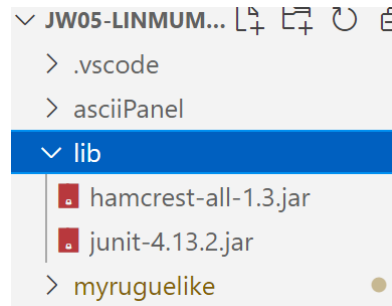 JW05-LINMUM...
.vscode
asciiPanel
lib
hamcrest-all-1.3.jar
junit-4.13.2.jar
myruguelike